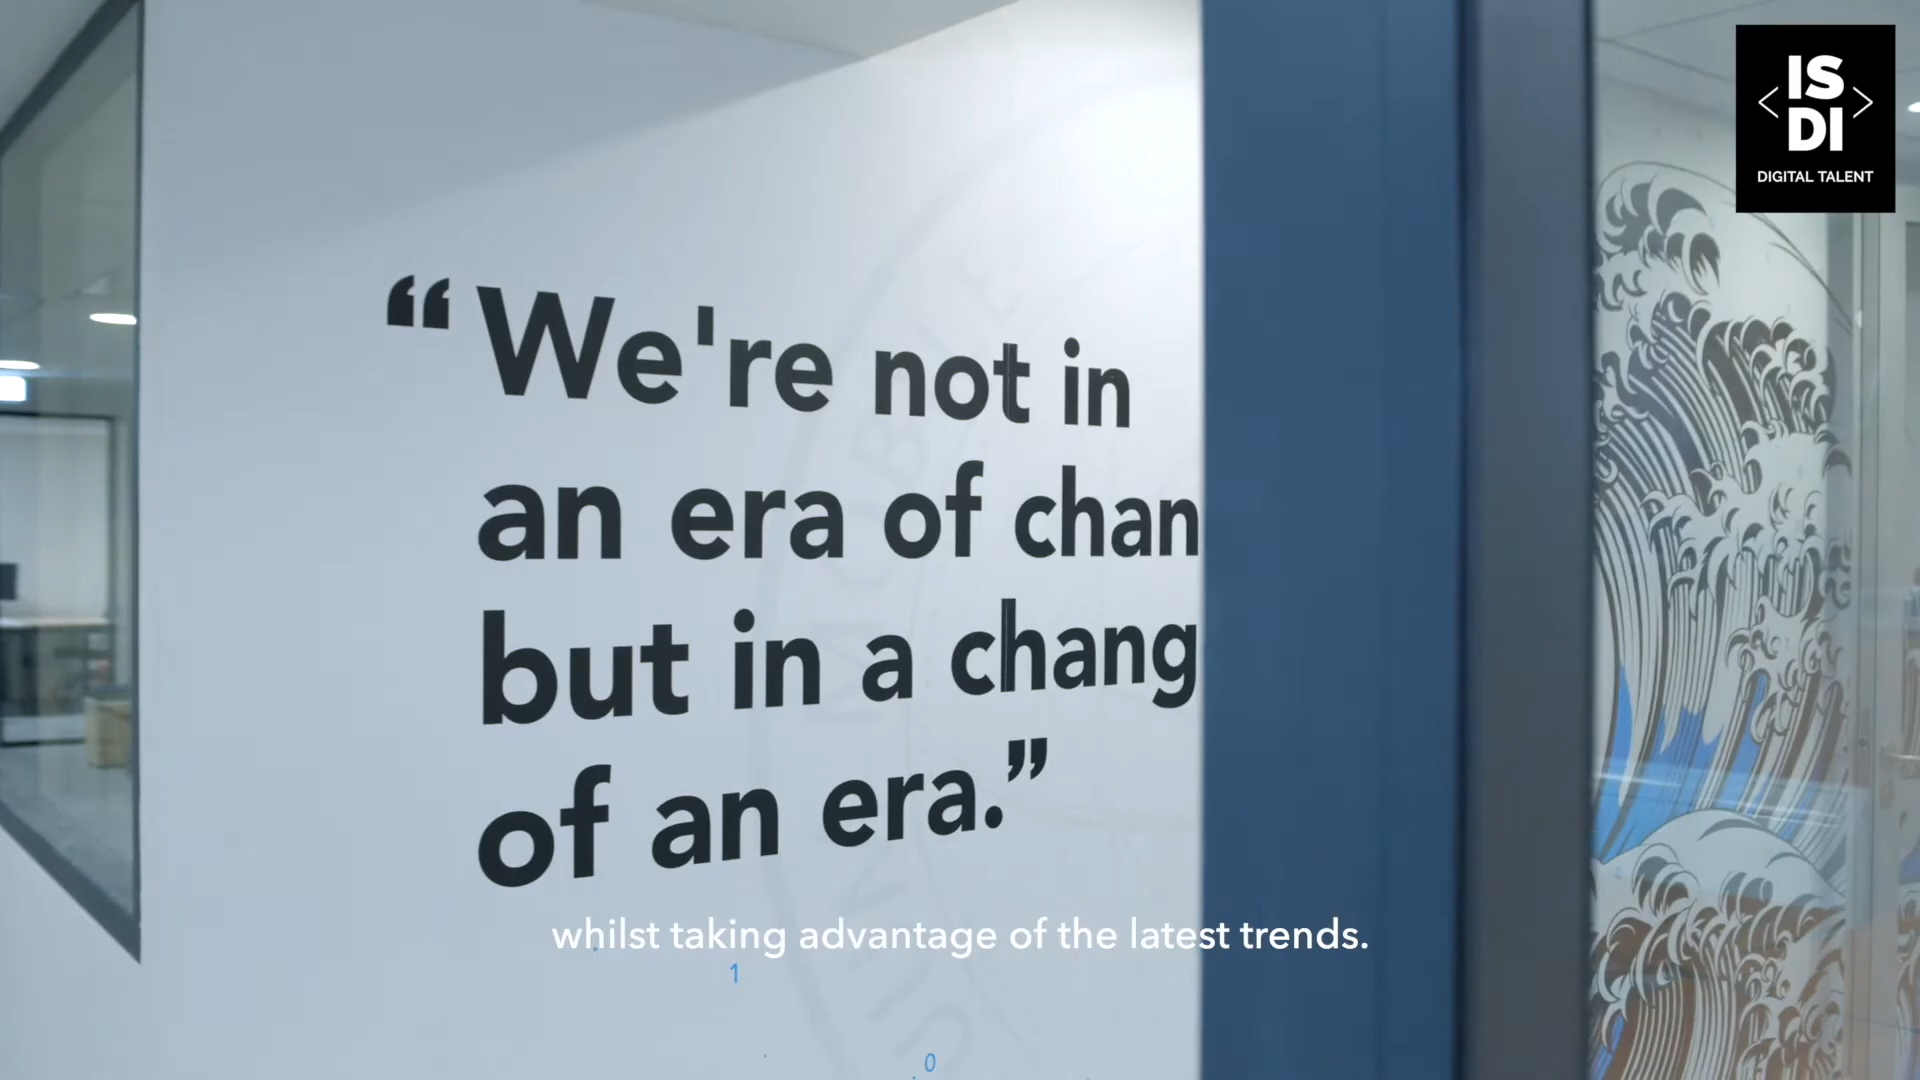 IS
DI
DIGITAL TALENT
“We're not in
an era of chan
but in a chang
of an era.”
whilst taking advantage of the latest trends.
1
0